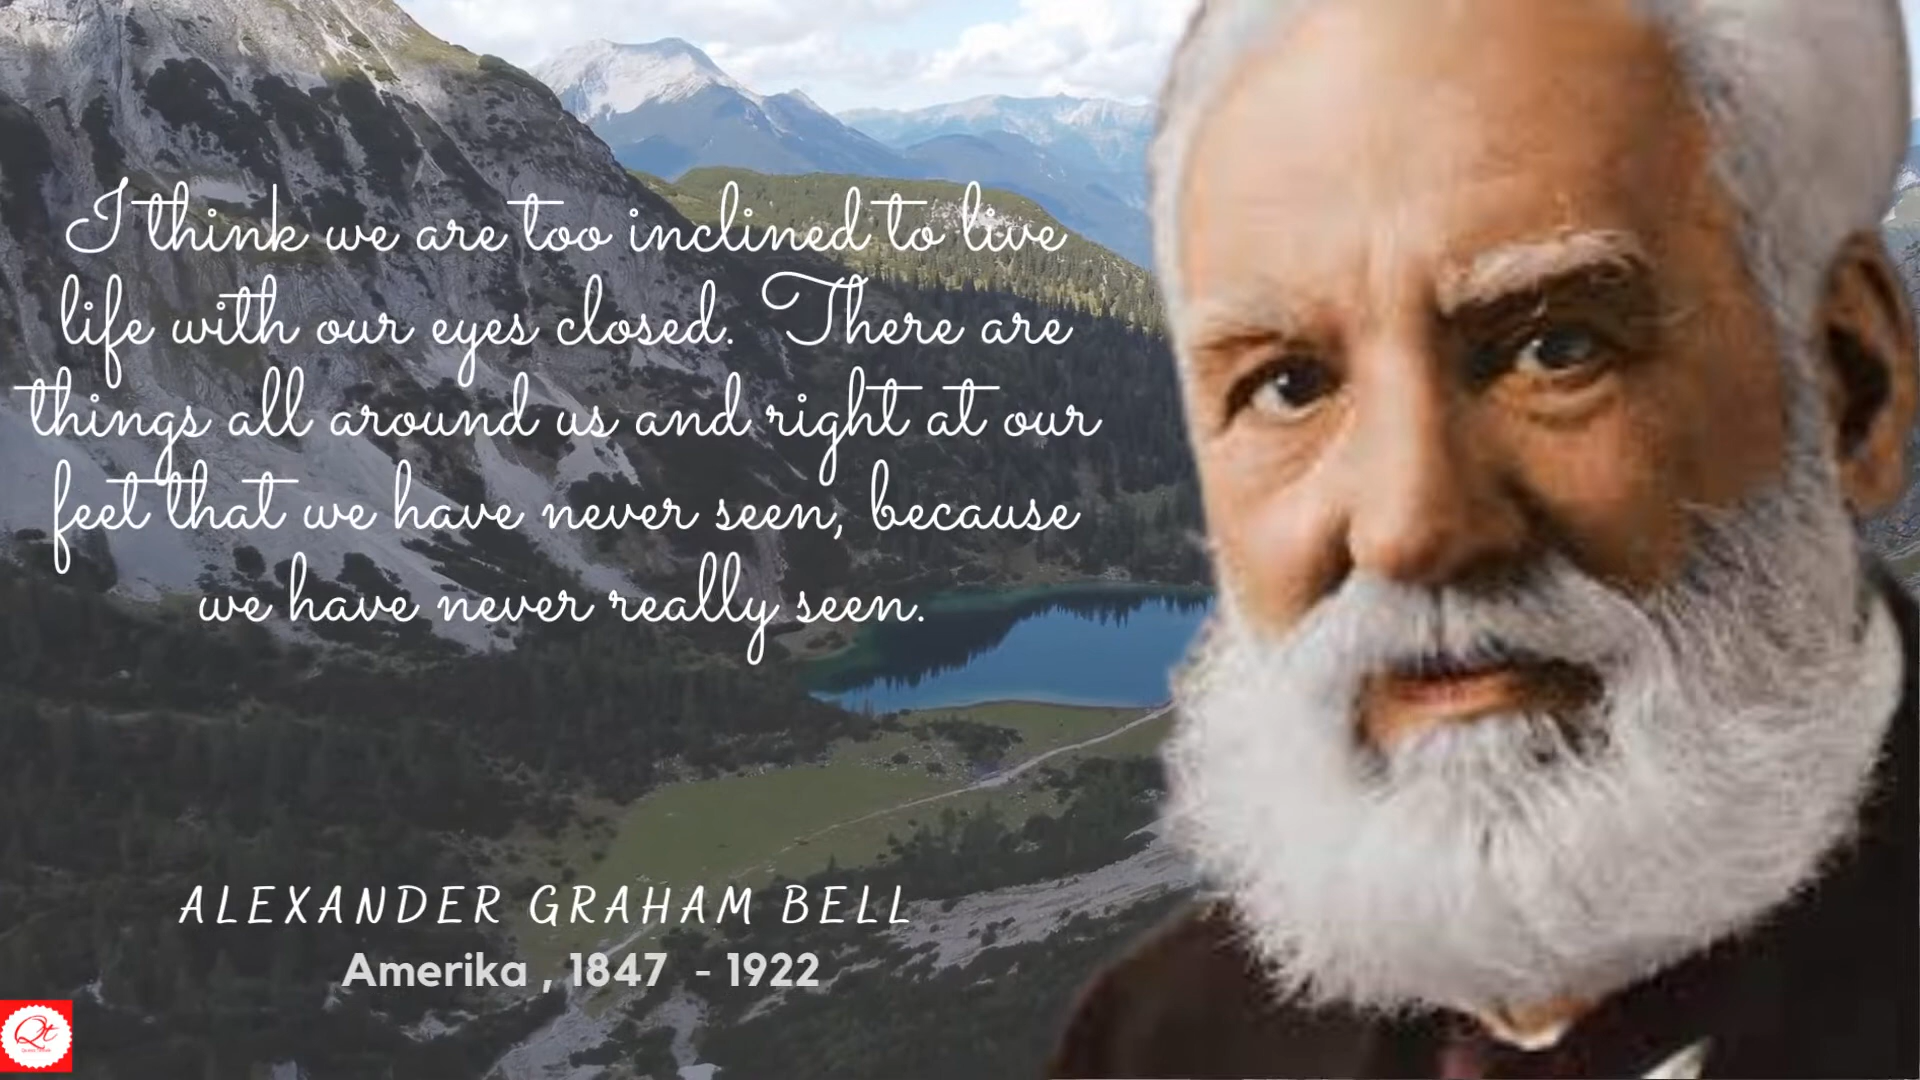 I think we are too inclined to live
life with our eyes closed. There are
things all around us and right at our
feet that we have never seen, because
we have never really seen.
ALEXANDER GRAHAM BELL
Amerika , 1847 - 1922
Qt